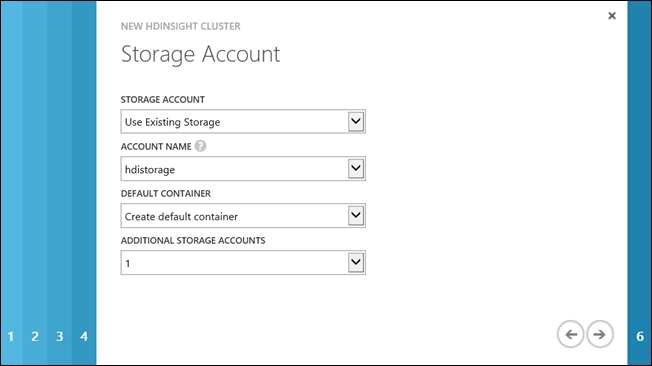 NEW HDINSIGHT CLUSTER
Storage Account
STORAGE ACCOUNT
Use Existing Storage
ACCOUNT NAME ?
hdistorage
DEFAULT CONTAINER
Create default container
ADDITIONAL STORAGE ACCOUNTS
1
1 2 3 4 6